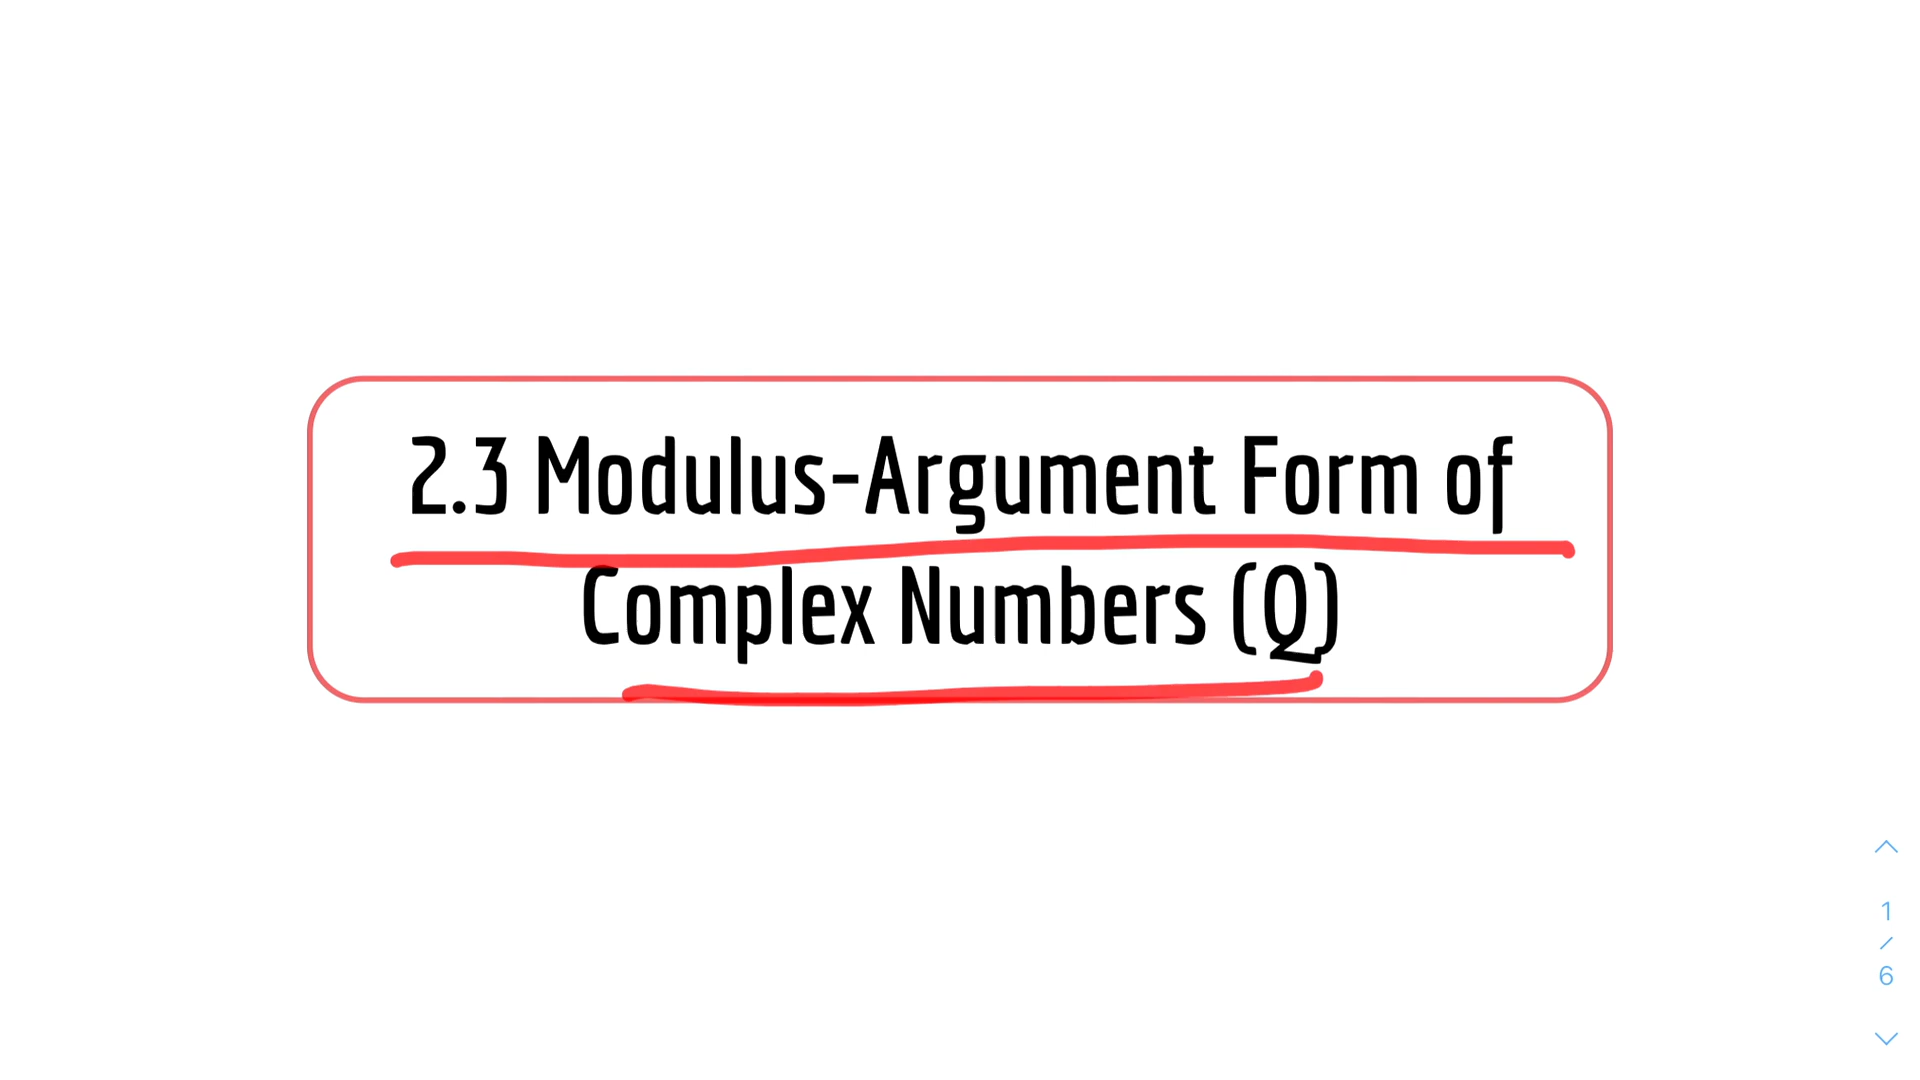 2.3 Modulus-Argument Form of
Complex Numbers (Q)
1
/
6